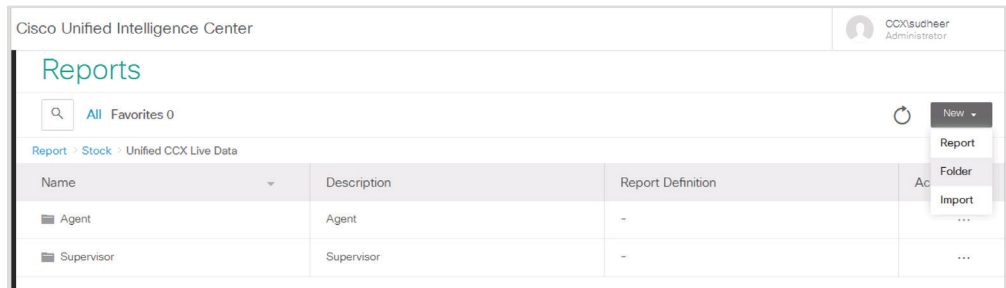 Cisco Unified Intelligence Center
CCX\sudheer
Administrator
Reports
All Favorites 0
New
Report
Folder
Import
Report > Stock > Unified CCX Live Data
Name Description Report Definition Ac
Agent Agent - ...
Supervisor Supervisor - ...